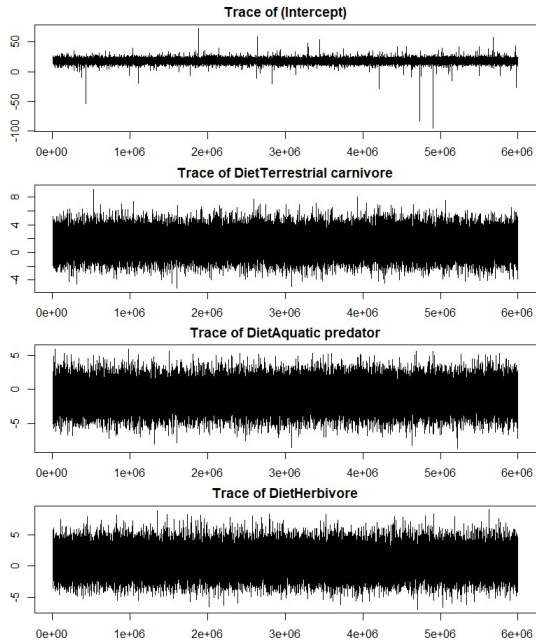 Trace of (Intercept)
50
0
-50
-100
0e+00 1e+06 2e+06 3e+06 4e+06 5e+06 6e+06
Trace of DietTerrestrial carnivore
8
4
0
-4
0e+00 1e+06 2e+06 3e+06 4e+06 5e+06 6e+06
Trace of DietAquatic predator
5
0
-5
0e+00 1e+06 2e+06 3e+06 4e+06 5e+06 6e+06
Trace of DietHerbivore
5
0
-5
0e+00 1e+06 2e+06 3e+06 4e+06 5e+06 6e+06